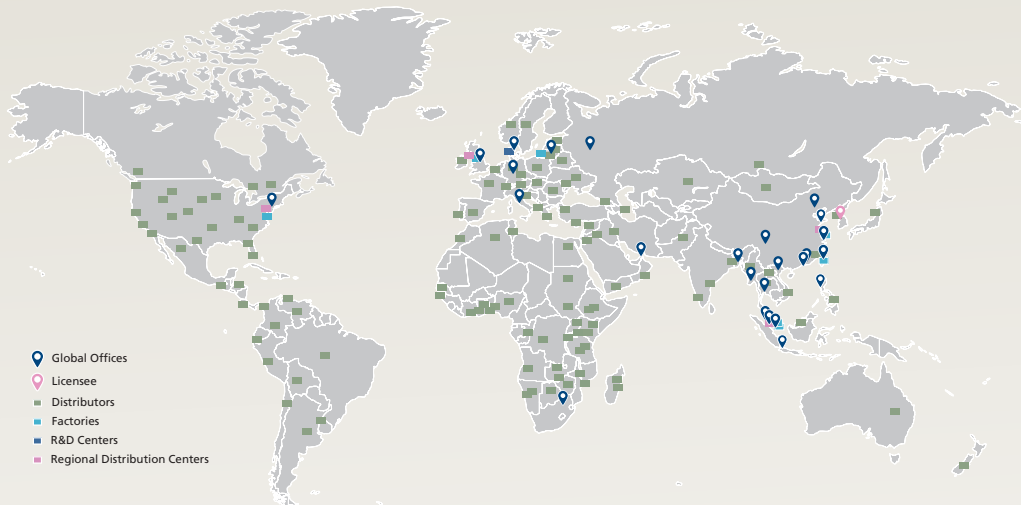 Global Offices
Licensee
Distributors
Factories
R&D Centers
Regional Distribution Centers